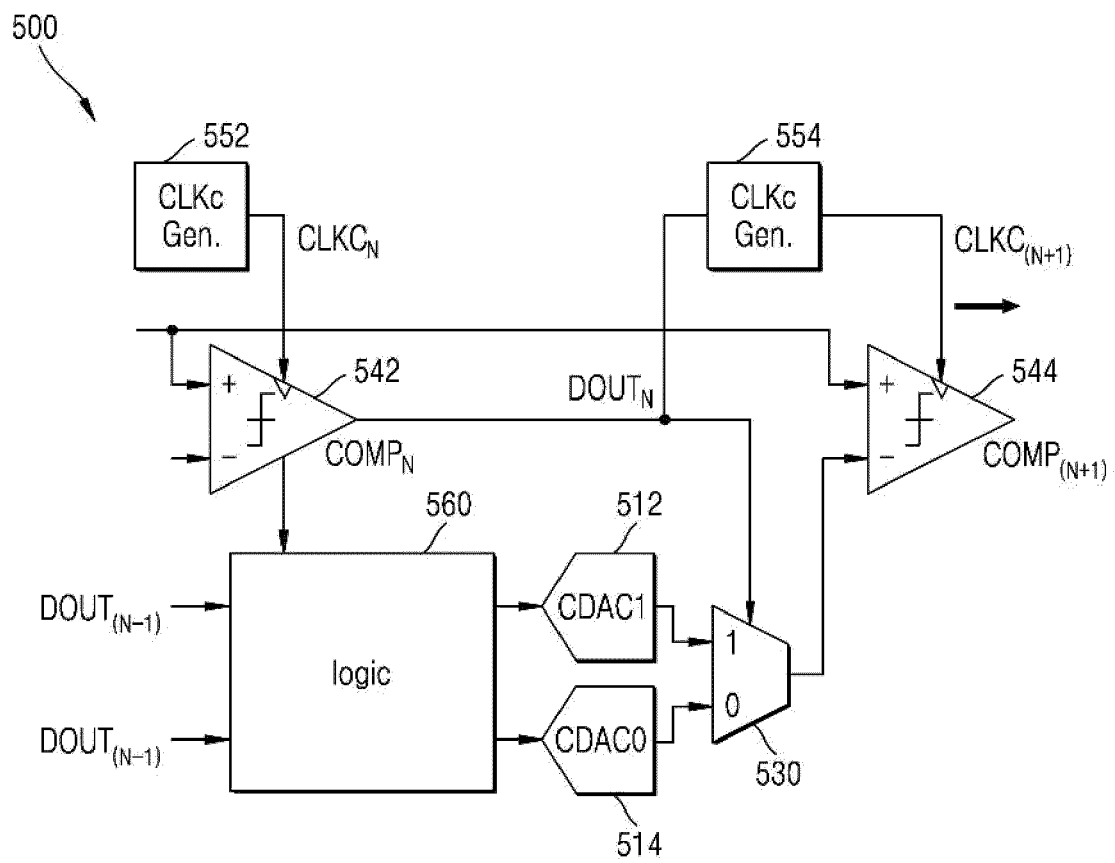 500
552
554
CLKc
Gen.
CLKc
Gen.
CLKC_N
CLKC_(N+1)
+
542
+
544
DOUT_N
−
COMP_N
−
COMP_(N+1)
560
512
DOUT_(N−1)
CDAC1
1
logic
0
DOUT_(N−1)
CDAC0
530
514